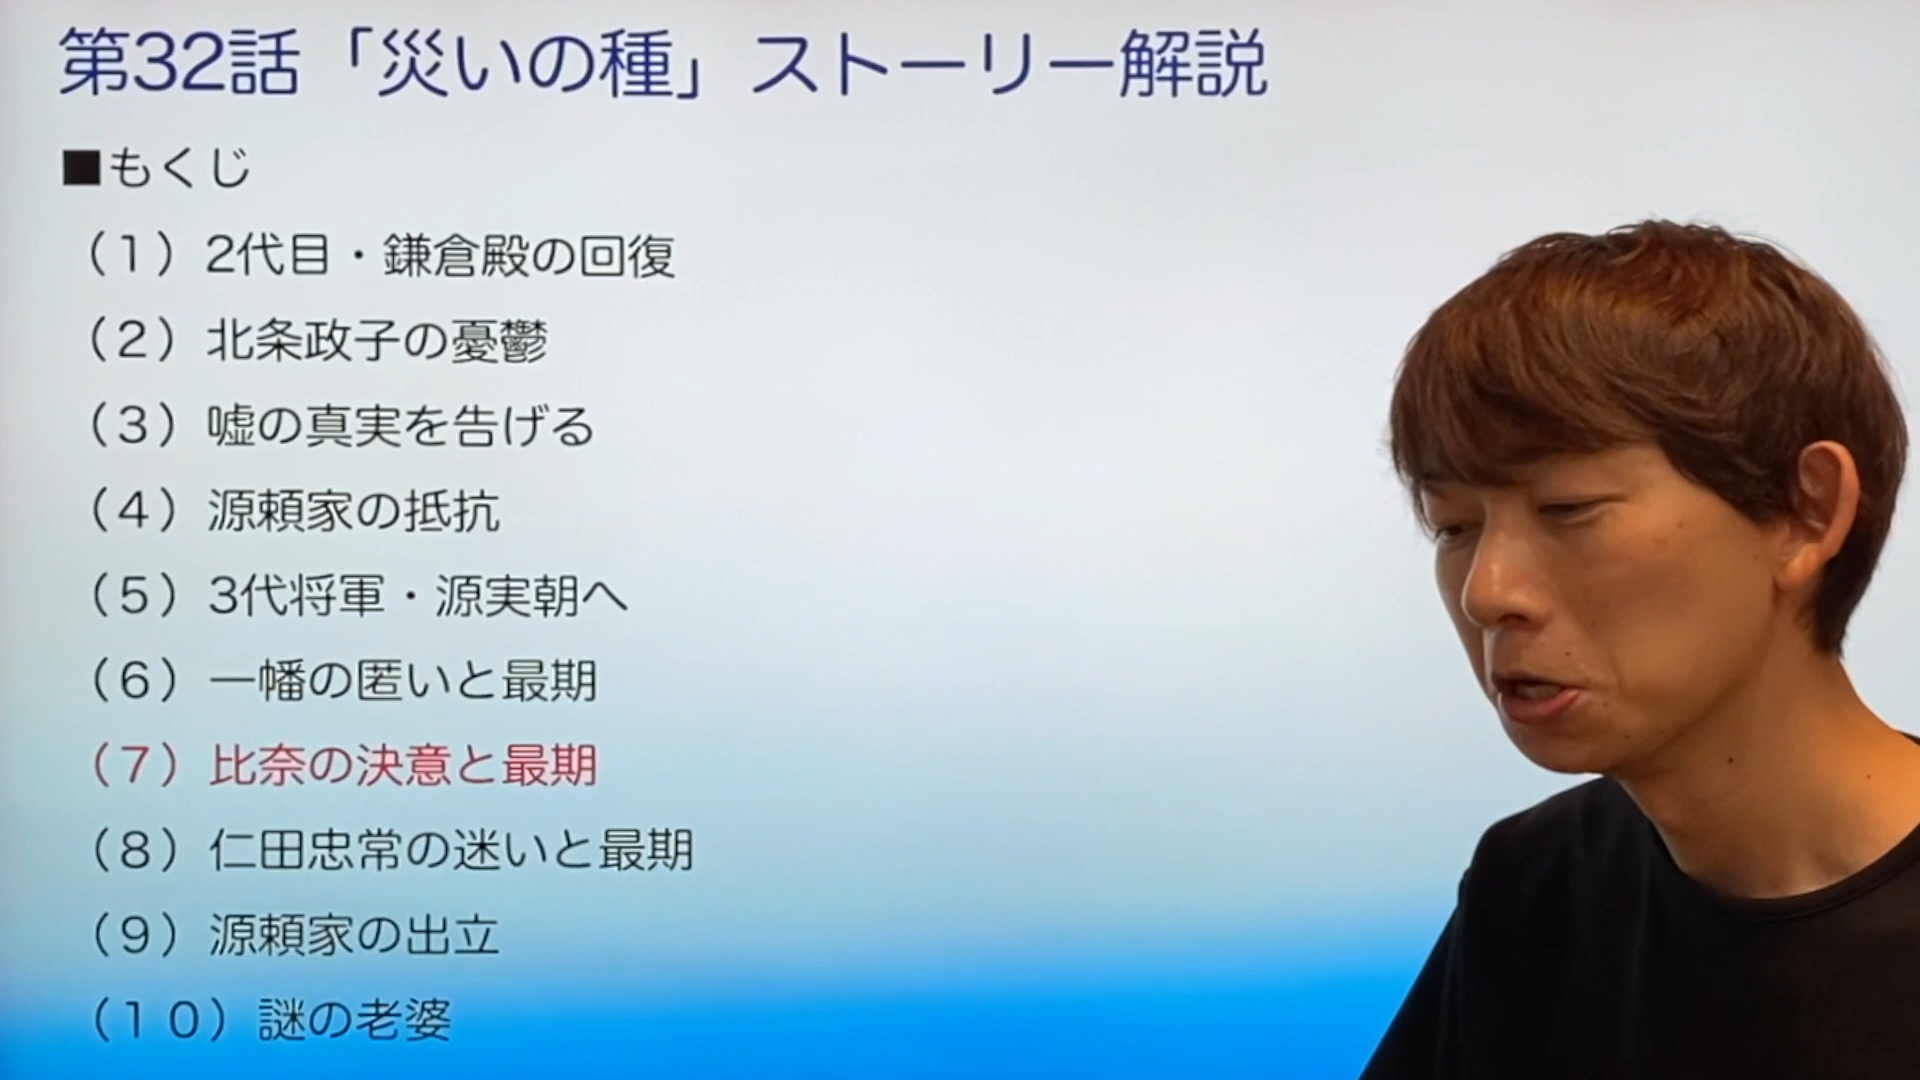 第32話「災いの種」ストーリー解説
■もくじ
（１）2代目・鎌倉殿の回復
（２）北条政子の憂鬱
（３）嘘の真実を告げる
（４）源頼家の抵抗
（５）3代将軍・源実朝へ
（６）一幡の匿いと最期
（７）比奈の決意と最期
（８）仁田忠常の迷いと最期
（９）源頼家の出立
（１０）謎の老婆